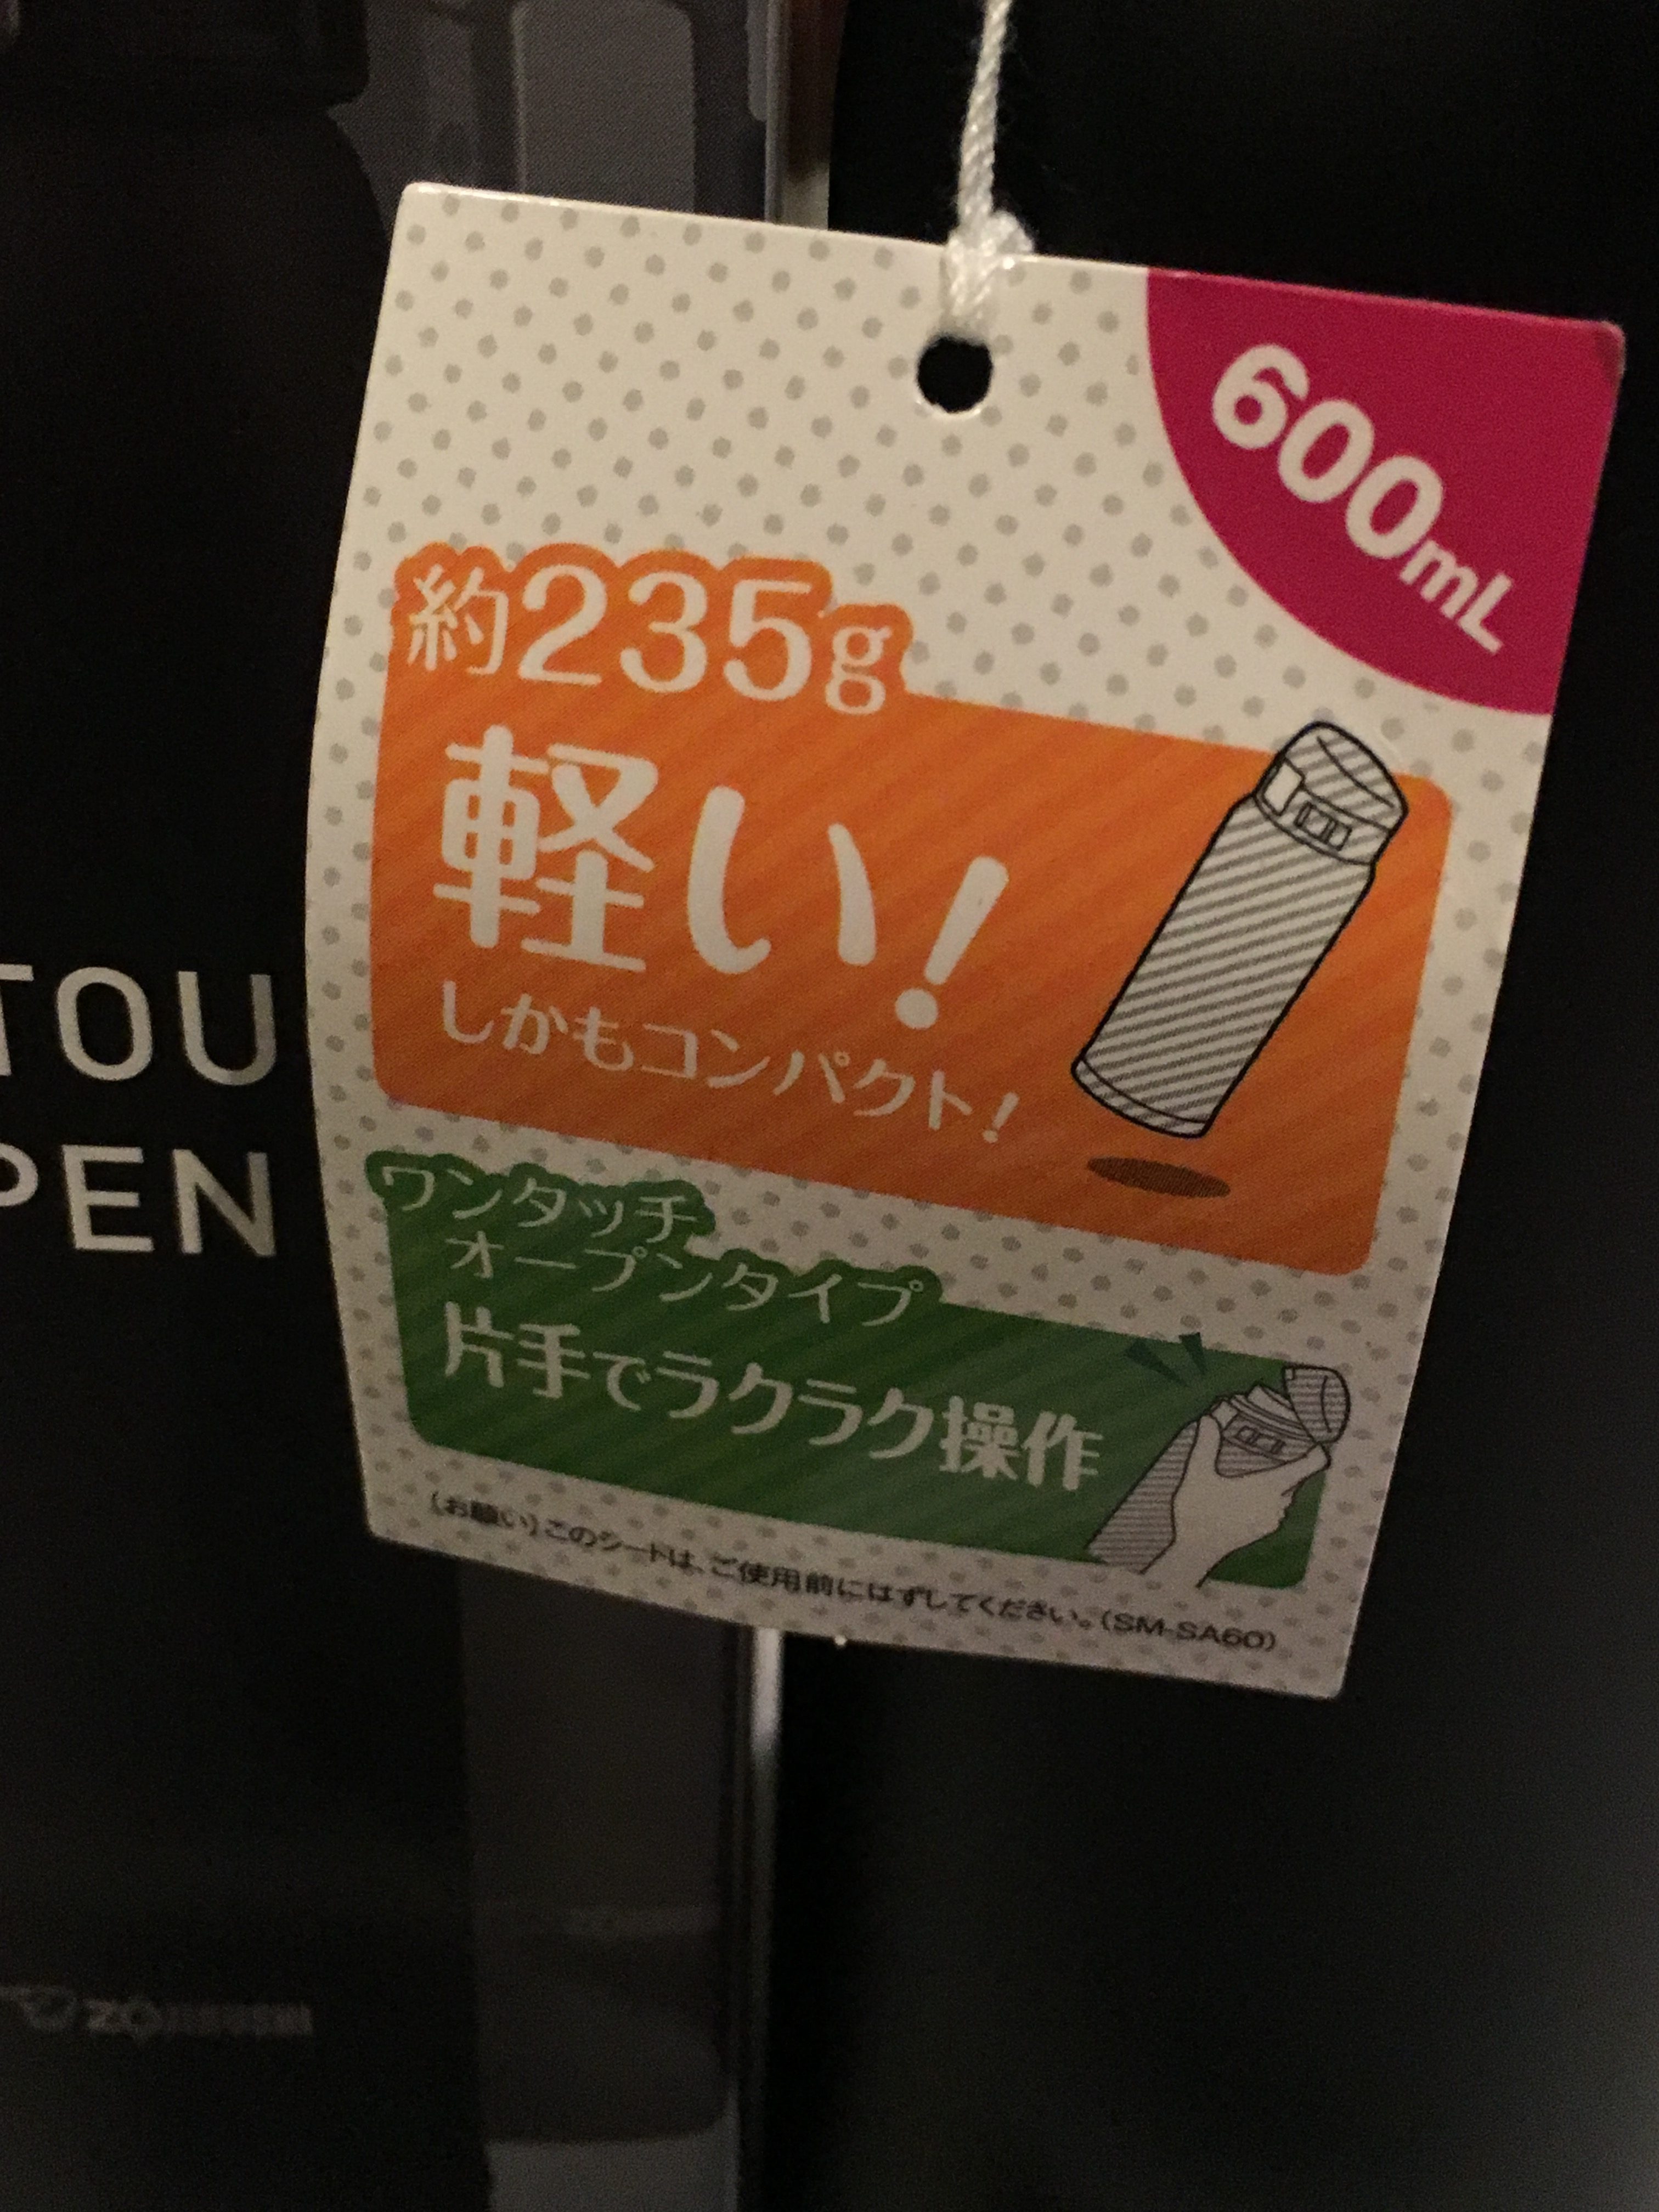 600mL
約235g
軽い!
しかもコンパクト!
ワンタッチ
オープンタイプ
片手でラクラク操作
(お願い)このシートは、ご使用前にはずしてください。(SM-SA60)
TOU
PEN